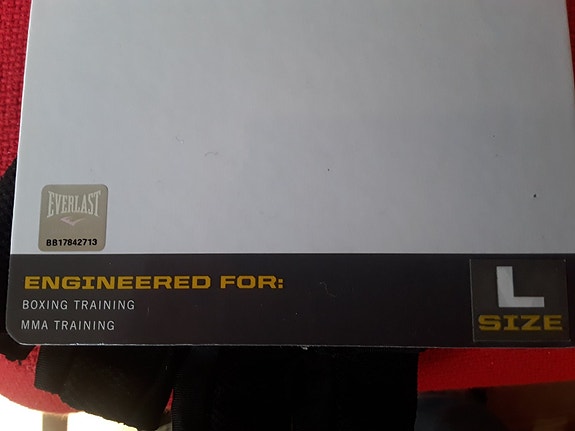 EVERLAST
BB17842713
ENGINEERED FOR:
BOXING TRAINING
MMA TRAINING
L
SIZE